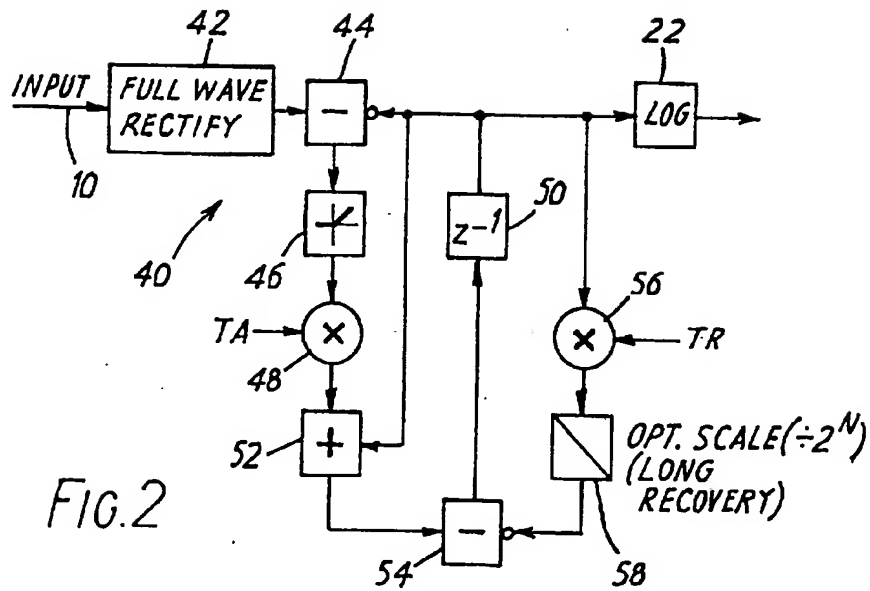 42
44
22
INPUT
FULL WAVE
RECTIFY
−
LOG
10
50
z-1
46
40
56
TA
×
×
TR
48
52
+
OPT. SCALE(÷2^N)
(LONG
RECOVERY)
FIG.2
−
54
58